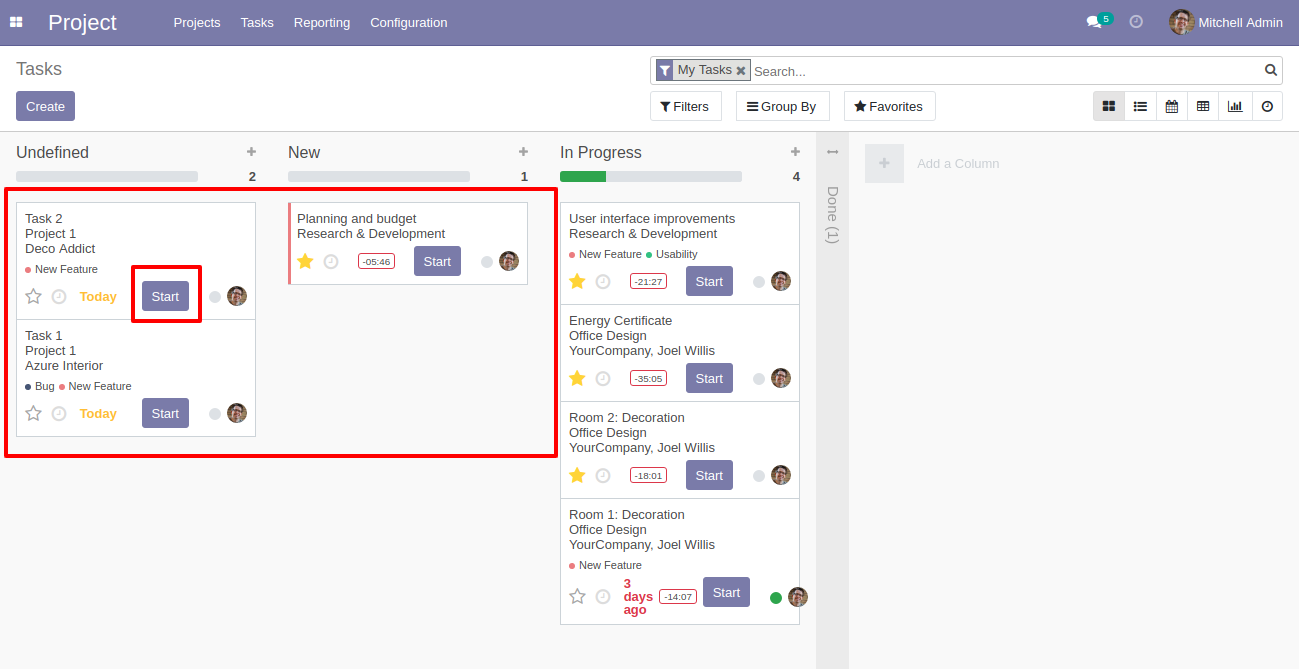 Project
Projects Tasks Reporting Configuration
5
Mitchell Admin
Tasks
My Tasks Search...
Create
Filters Group By Favorites
Undefined
2
Task 2
Project 1
Deco Addict
New Feature
Today Start
Task 1
Project 1
Azure Interior
Bug New Feature
Today Start
New
1
Planning and budget
Research & Development
-05:46 Start
In Progress
4
User interface improvements
Research & Development
New Feature Usability
-21:27 Start
Energy Certificate
Office Design
YourCompany, Joel Willis
-35:05 Start
Room 2: Decoration
Office Design
YourCompany, Joel Willis
-18:01 Start
Room 1: Decoration
Office Design
YourCompany, Joel Willis
New Feature
3
days
ago
-14:07 Start
Done (1)
Add a Column